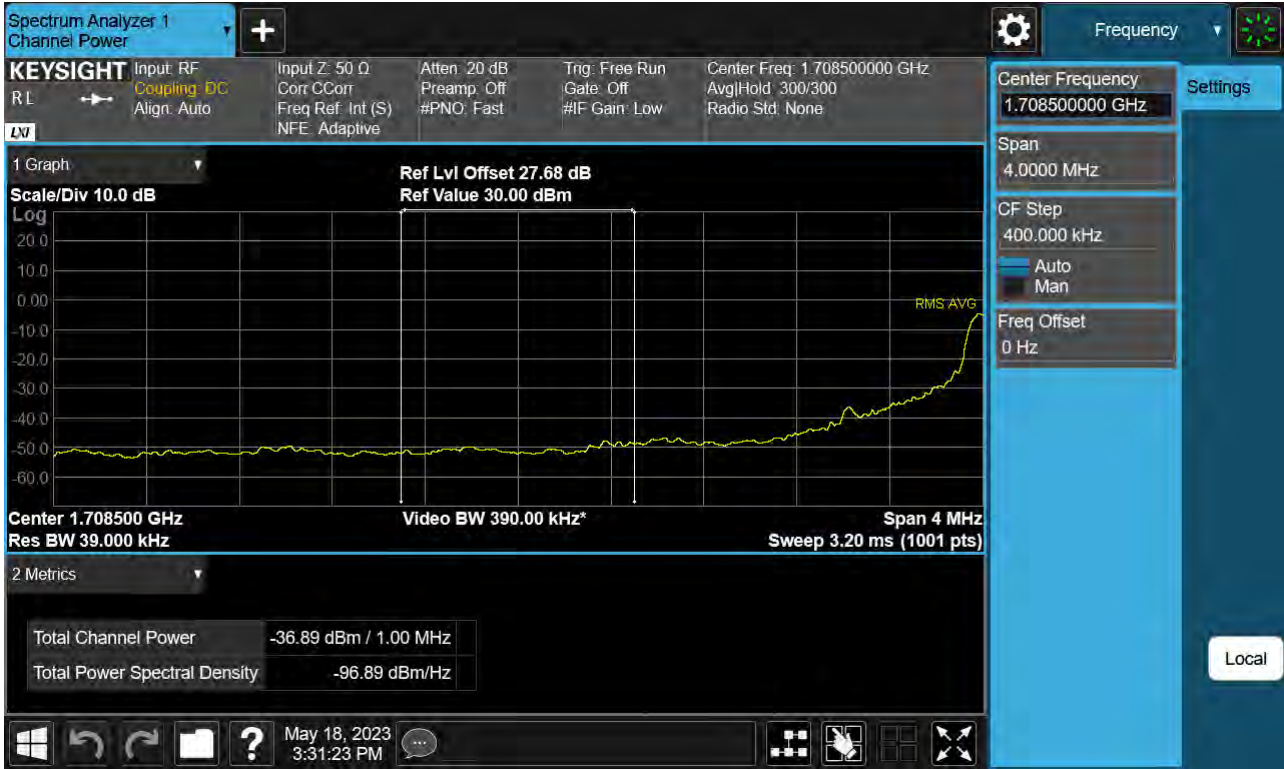 Spectrum Analyzer 1
Channel Power
+
Frequency
KEYSIGHT
R L
LXI
Input: RF
Coupling: DC
Align: Auto
Input Z: 50 Ω
Corr CCorr
Freq Ref: Int (S)
NFE: Adaptive
Atten: 20 dB
Preamp: Off
#PNO: Fast
Trig: Free Run
Gate: Off
#IF Gain: Low
Center Freq: 1.708500000 GHz
Avg|Hold: 300/300
Radio Std: None
Center Frequency
1.708500000 GHz
Settings
Span
4.0000 MHz
CF Step
400.000 kHz
Auto
Man
Freq Offset
0 Hz
Local
1 Graph
Scale/Div 10.0 dB
Ref Lvl Offset 27.68 dB
Ref Value 30.00 dBm
Log
20.0
10.0
0.00
RMS AVG
-10.0
-20.0
-30.0
-40.0
-50.0
-60.0
Center 1.708500 GHz
Video BW 390.00 kHz*
Span 4 MHz
Res BW 39.000 kHz
Sweep 3.20 ms (1001 pts)
2 Metrics
Total Channel Power -36.89 dBm / 1.00 MHz
Total Power Spectral Density -96.89 dBm/Hz
?
May 18, 2023
3:31:23 PM